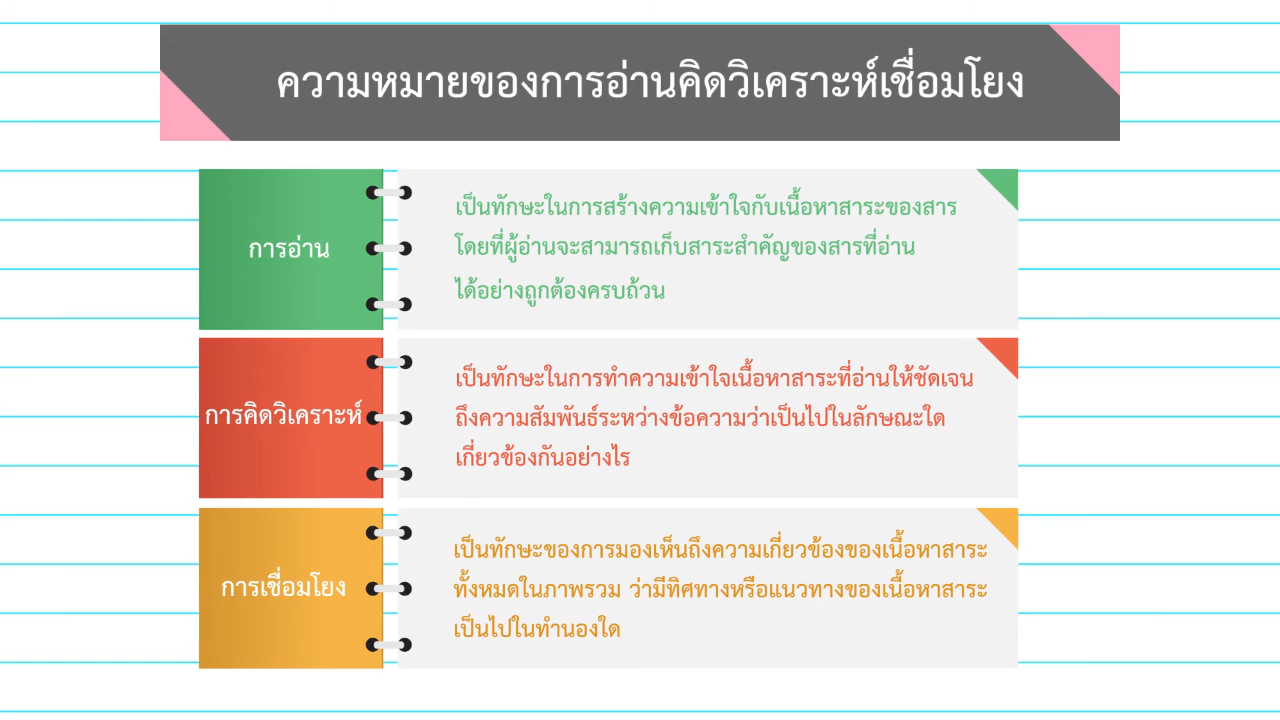 ความหมายของการอ่านคิดวิเคราะห์เชื่อมโยง
การอ่าน
เป็นทักษะในการสร้างความเข้าใจกับเนื้อหาสาระของสาร
โดยที่ผู้อ่านจะสามารถเก็บสาระสำคัญของสารที่อ่าน
ได้อย่างถูกต้องครบถ้วน
การคิดวิเคราะห์
เป็นทักษะในการทำความเข้าใจเนื้อหาสาระที่อ่านให้ชัดเจน
ถึงความสัมพันธ์ระหว่างข้อความว่าเป็นไปในลักษณะใด
เกี่ยวข้องกันอย่างไร
การเชื่อมโยง
เป็นทักษะของการมองเห็นถึงความเกี่ยวข้องของเนื้อหาสาระ
ทั้งหมดในภาพรวม ว่ามีทิศทางหรือแนวทางของเนื้อหาสาระ
เป็นไปในทำนองใด